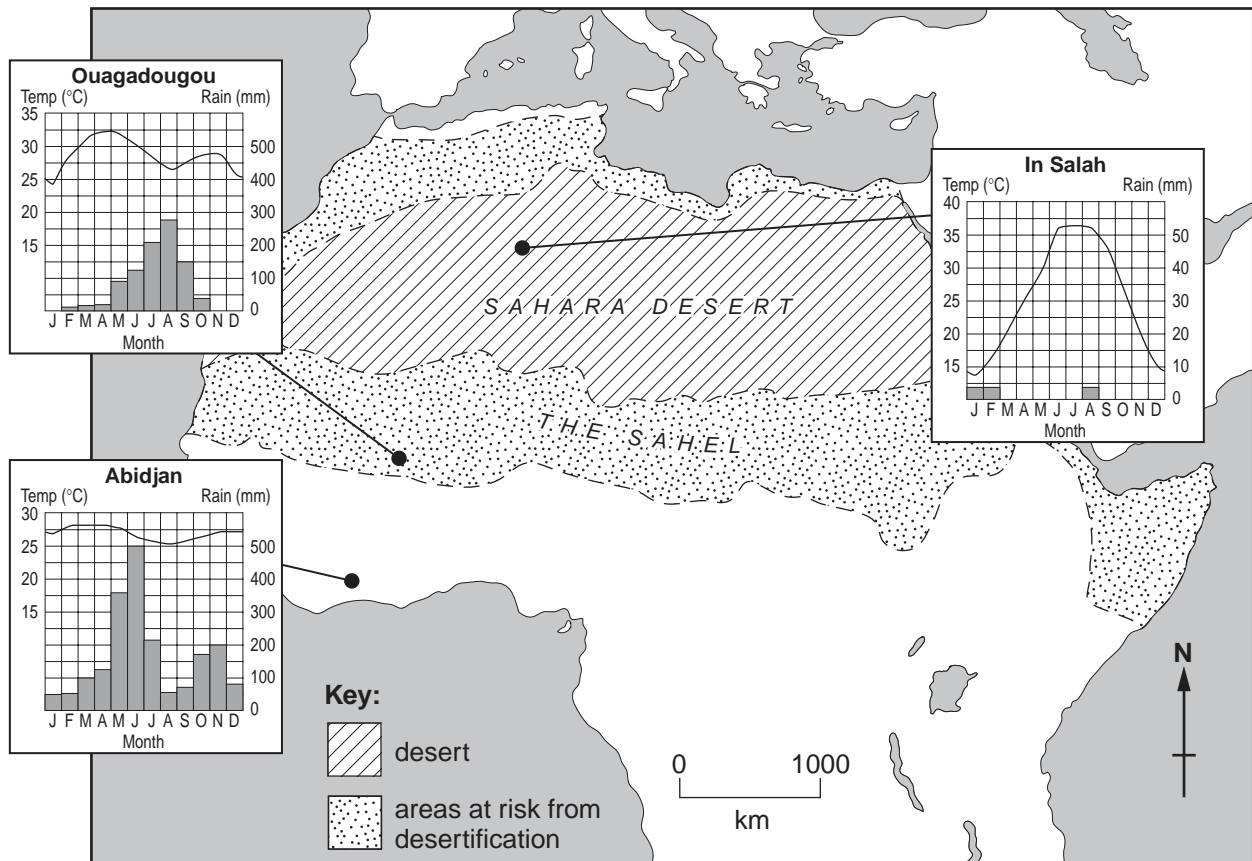 Ouagadougou
Temp (°C) Rain (mm)
35
30 500
25 400
20 300
15 200
100
0
J F M A M J J A S O N D
Month
In Salah
Temp (°C) Rain (mm)
40
35 50
30 40
25 30
20 20
15 10
0
J F M A M J J A S O N D
Month
SAHARA DESERT
THE SAHEL
Abidjan
Temp (°C) Rain (mm)
30
25 500
20 400
15 300
200
100
0
J F M A M J J A S O N D
Month
Key:
desert
areas at risk from
desertification
0 1000
km
N